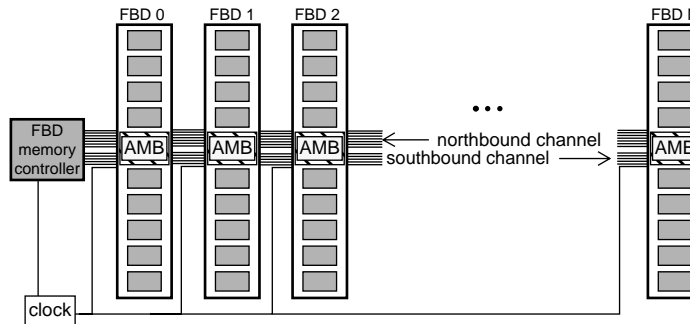 FBD 0 FBD 1 FBD 2 FBD
FBD
memory
controller
AMB AMB AMB AMB
northbound channel
southbound channel
clock